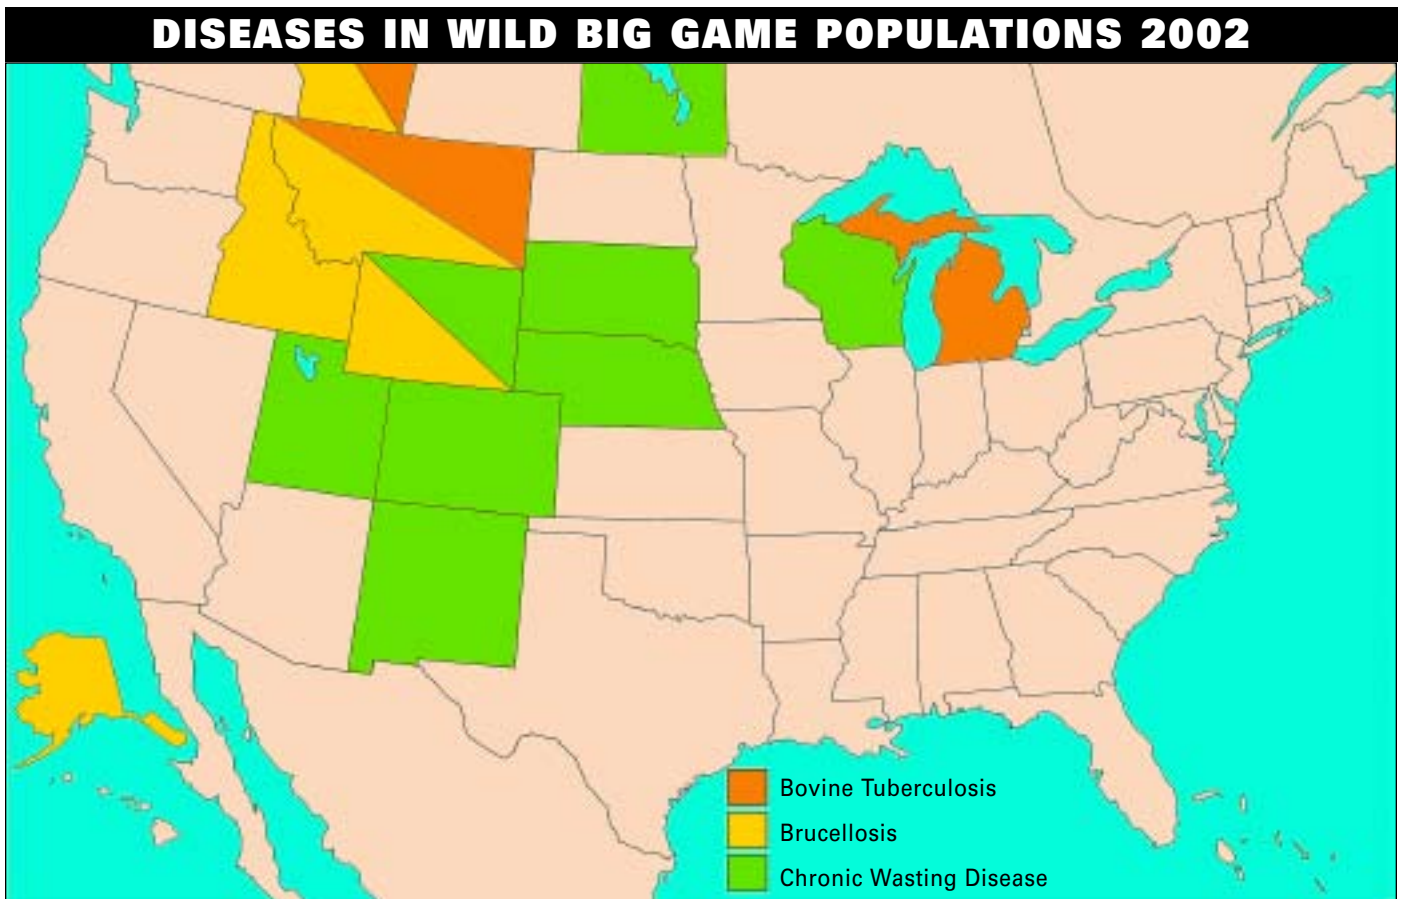 DISEASES IN WILD BIG GAME POPULATIONS 2002
Bovine Tuberculosis
Brucellosis
Chronic Wasting Disease